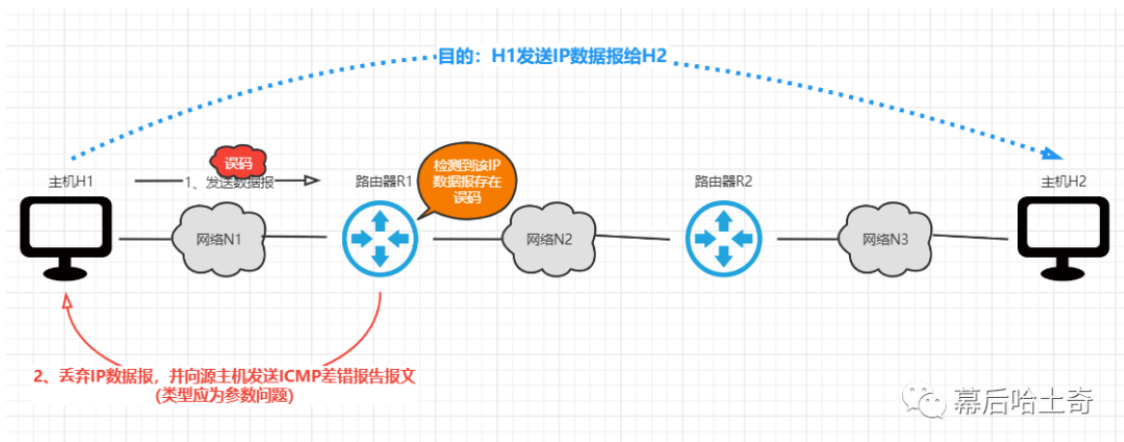 目的：H1发送IP数据报给H2
误码
主机H1
1、发送数据报
路由器R1
检测到该IP
数据报存在
误码
路由器R2
主机H2
网络N1
网络N2
网络N3
2、丢弃IP数据报，并向源主机发送ICMP差错报告报文
(类型应为参数问题)
幕后哈士奇